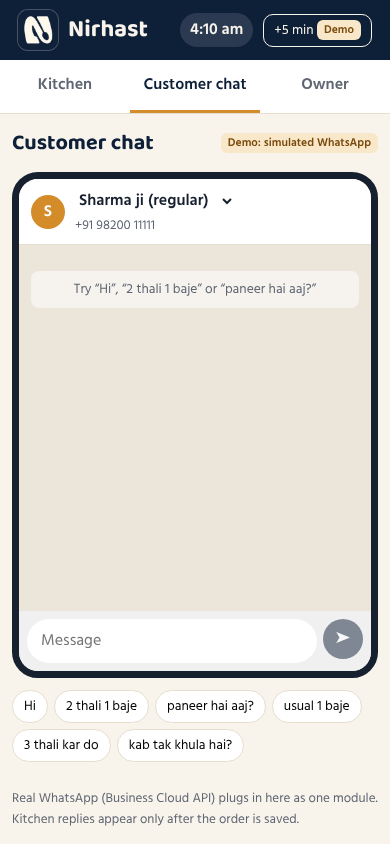 Nirhast
4:10 am
+5 min Demo
Kitchen
Customer chat
Owner
Customer chat
Demo: simulated WhatsApp
S
Sharma ji (regular)
+91 98200 11111
Try “Hi”, “2 thali 1 baje” or “paneer hai aaj?”
Message
Hi
2 thali 1 baje
paneer hai aaj?
usual 1 baje
3 thali kar do
kab tak khula hai?
Real WhatsApp (Business Cloud API) plugs in here as one module.
Kitchen replies appear only after the order is saved.